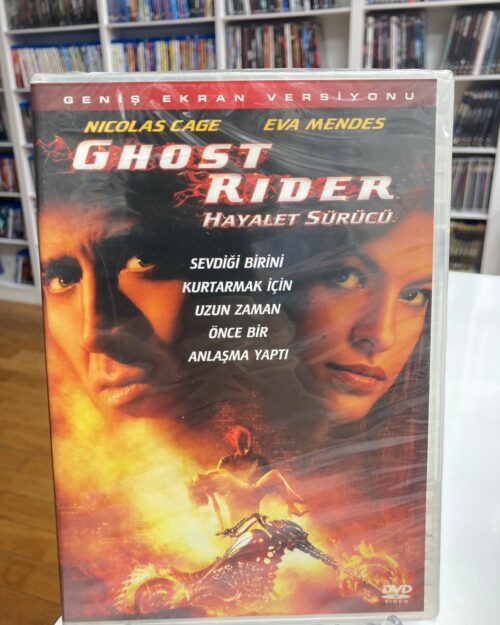 GENİŞ EKRAN VERSİYONU
NICOLAS CAGE EVA MENDES
GHOST
RIDER
HAYALET SÜRÜCÜ
SEVDİĞİ BİRİNİ
KURTARMAK İÇİN
UZUN ZAMAN
ÖNCE BİR
ANLAŞMA YAPTI
DVD
VIDEO